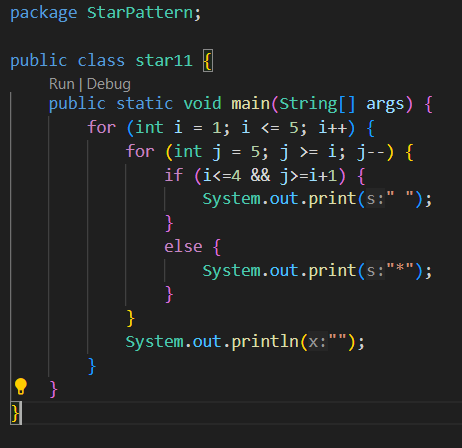 package StarPattern;
public class star11 {
Run | Debug
public static void main(String[] args) {
for (int i = 1; i <= 5; i++) {
for (int j = 5; j >= i; j--) {
if (i<=4 && j>=i+1) {
System.out.print(s:" ");
}
else {
System.out.print(s:"*");
}
}
System.out.println(x:"");
}
}
}